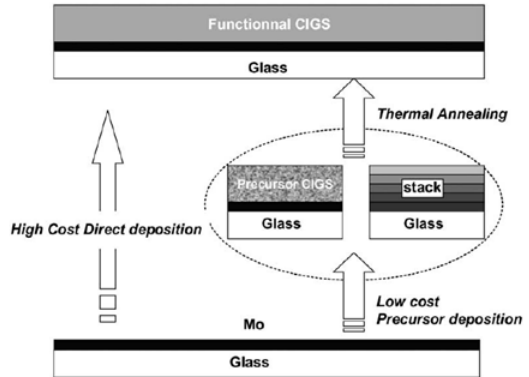 Functionnal CIGS
Glass
Thermal Annealing
Precursor CIGS
stack
Glass
Glass
High Cost Direct deposition
Low cost
Precursor deposition
Mo
Glass